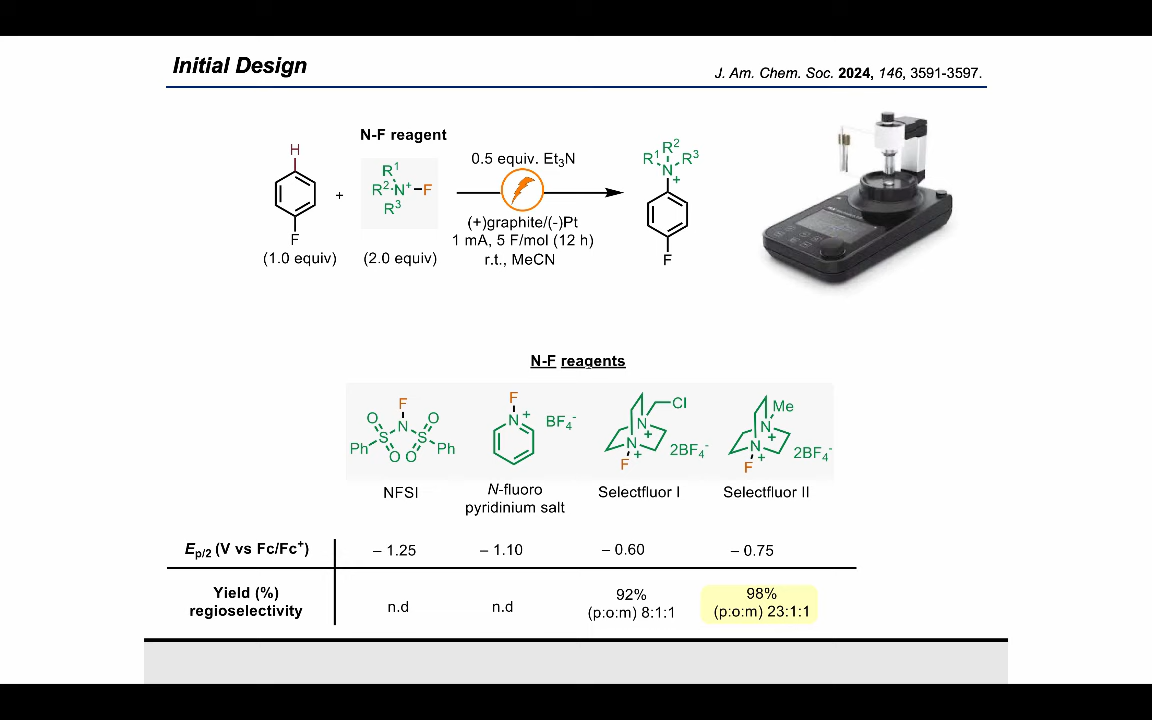 Initial Design
J. Am. Chem. Soc. 2024, 146, 3591-3597.
N-F reagent
H
F
(1.0 equiv)
+
R1
R2 N+ F
R3
(2.0 equiv)
0.5 equiv. Et3N
(+)graphite/(-)Pt
1 mA, 5 F/mol (12 h)
r.t., MeCN
R2
R1 N R3
+
F
N-F reagents
F
O N O
S S
Ph O O Ph
NFSI
F
N+
BF4-
N-fluoro
pyridinium salt
Cl
N
+
N
F +
2BF4-
Selectfluor I
Me
N
+
N
F +
2BF4-
Selectfluor II
Ep/2 (V vs Fc/Fc+) – 1.25 – 1.10 – 0.60 – 0.75
Yield (%)
regioselectivity
n.d
n.d
92%
(p:o:m) 8:1:1
98%
(p:o:m) 23:1:1